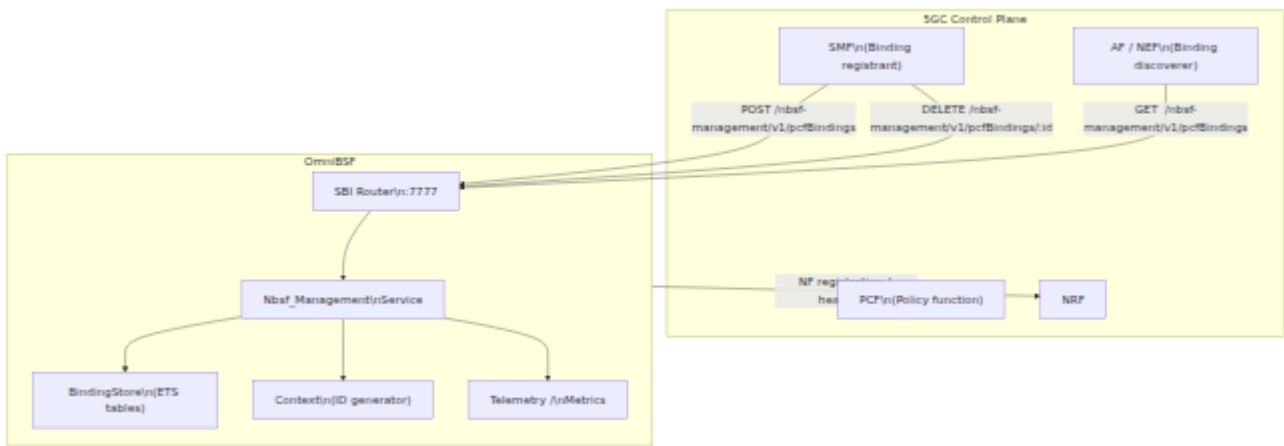 5GC Control Plane
SMF\n(Binding
registrant)
AF / NEF\n(Binding
discoverer)
POST /nbsf-
management/v1/pcfBindings
DELETE /nbsf-
management/v1/pcfBindings/:id
GET /nbsf-
management/v1/pcfBindings
OmniBSF
SBI Router\n:7777
NF
PCF\n(Policy function)
NRF
Nbsf_Management\nService
BindingStore\n(ETS
tables)
Context\n(ID generator)
Telemetry /\nMetrics